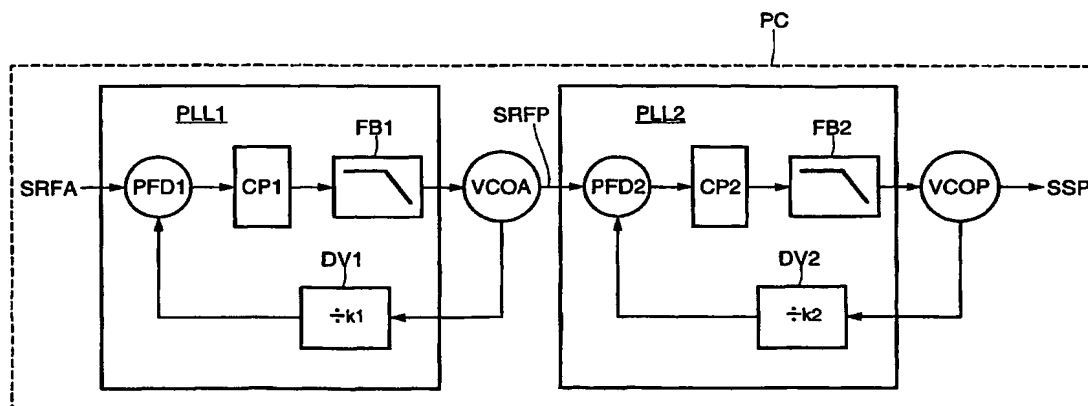 PC
PLL1
SRFP
PLL2
FB1
FB2
SRFA
PFD1
CP1
VCOA
PFD2
CP2
VCOP
SSP
DV1
DV2
÷k1
÷k2